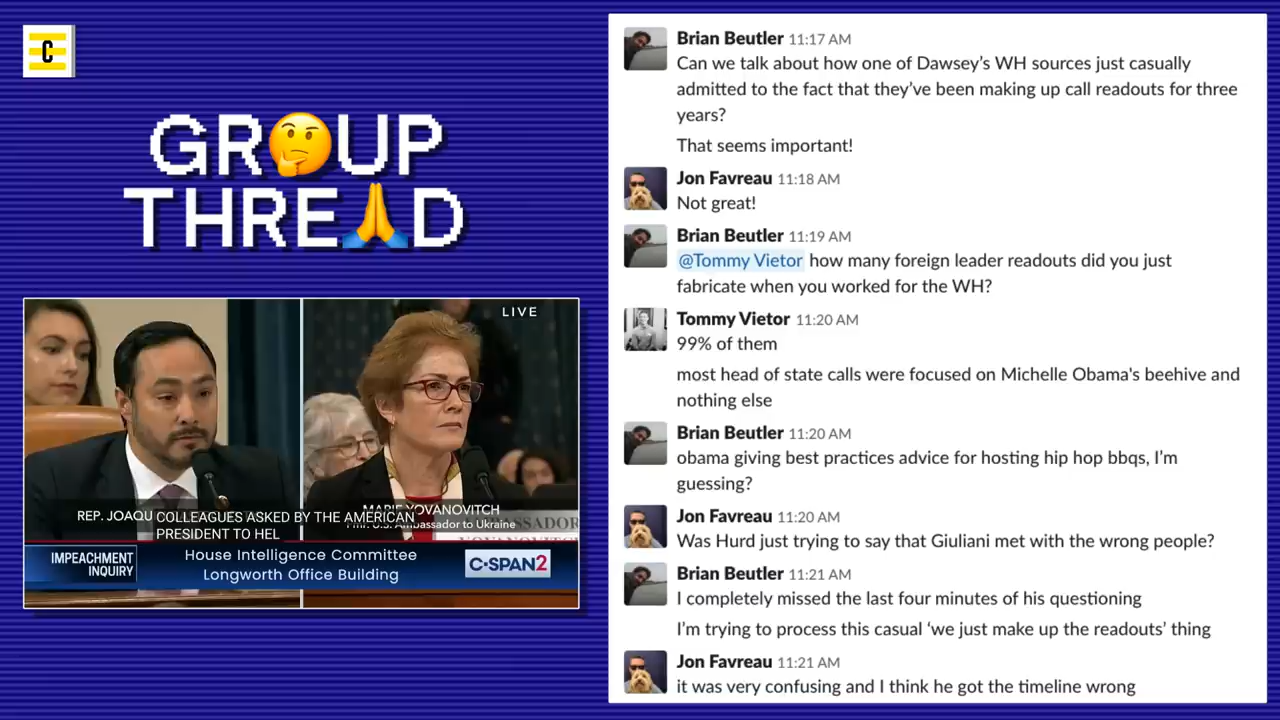 C
GR🤔UP
THRE🙏D
LIVE
REP. JOAQU
COLLEAGUES ASKED BY THE AMERICAN
PRESIDENT TO HEL
MARIE YOVANOVITCH
Ambassador to Ukraine
IMPEACHMENT
INQUIRY
House Intelligence Committee
Longworth Office Building
C-SPAN2
Brian Beutler 11:17 AM
Can we talk about how one of Dawsey's WH sources just casually
admitted to the fact that they've been making up call readouts for three
years?
That seems important!
Jon Favreau 11:18 AM
Not great!
Brian Beutler 11:19 AM
@Tommy Vietor how many foreign leader readouts did you just
fabricate when you worked for the WH?
Tommy Vietor 11:20 AM
99% of them
most head of state calls were focused on Michelle Obama's beehive and
nothing else
Brian Beutler 11:20 AM
obama giving best practices advice for hosting hip hop bbqs, I'm
guessing?
Jon Favreau 11:20 AM
Was Hurd just trying to say that Giuliani met with the wrong people?
Brian Beutler 11:21 AM
I completely missed the last four minutes of his questioning
I'm trying to process this casual 'we just make up the readouts' thing
Jon Favreau 11:21 AM
it was very confusing and I think he got the timeline wrong